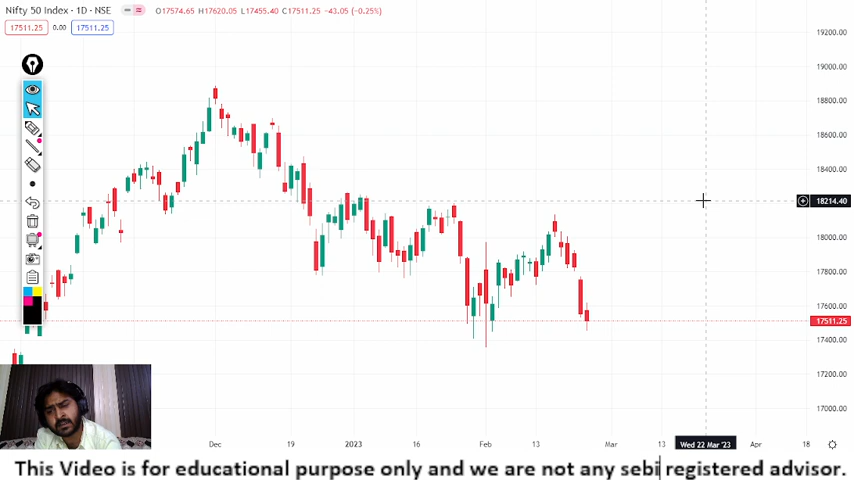 Nifty 50 Index · 1D · NSE
O17574.65 H17620.05 L17455.40 C17511.25 −43.05 (−0.25%)
17511.25 0.00 17511.25
19200.00
19000.00
18800.00
18600.00
18400.00
18214.40
18000.00
17800.00
17600.00
17511.25
17400.00
17200.00
17000.00
Dec 19 2023 16 Feb 13 Mar 13 Wed 22 Mar '23 Apr 18
This Video is for educational purpose only and we are not any sebi registered advisor.